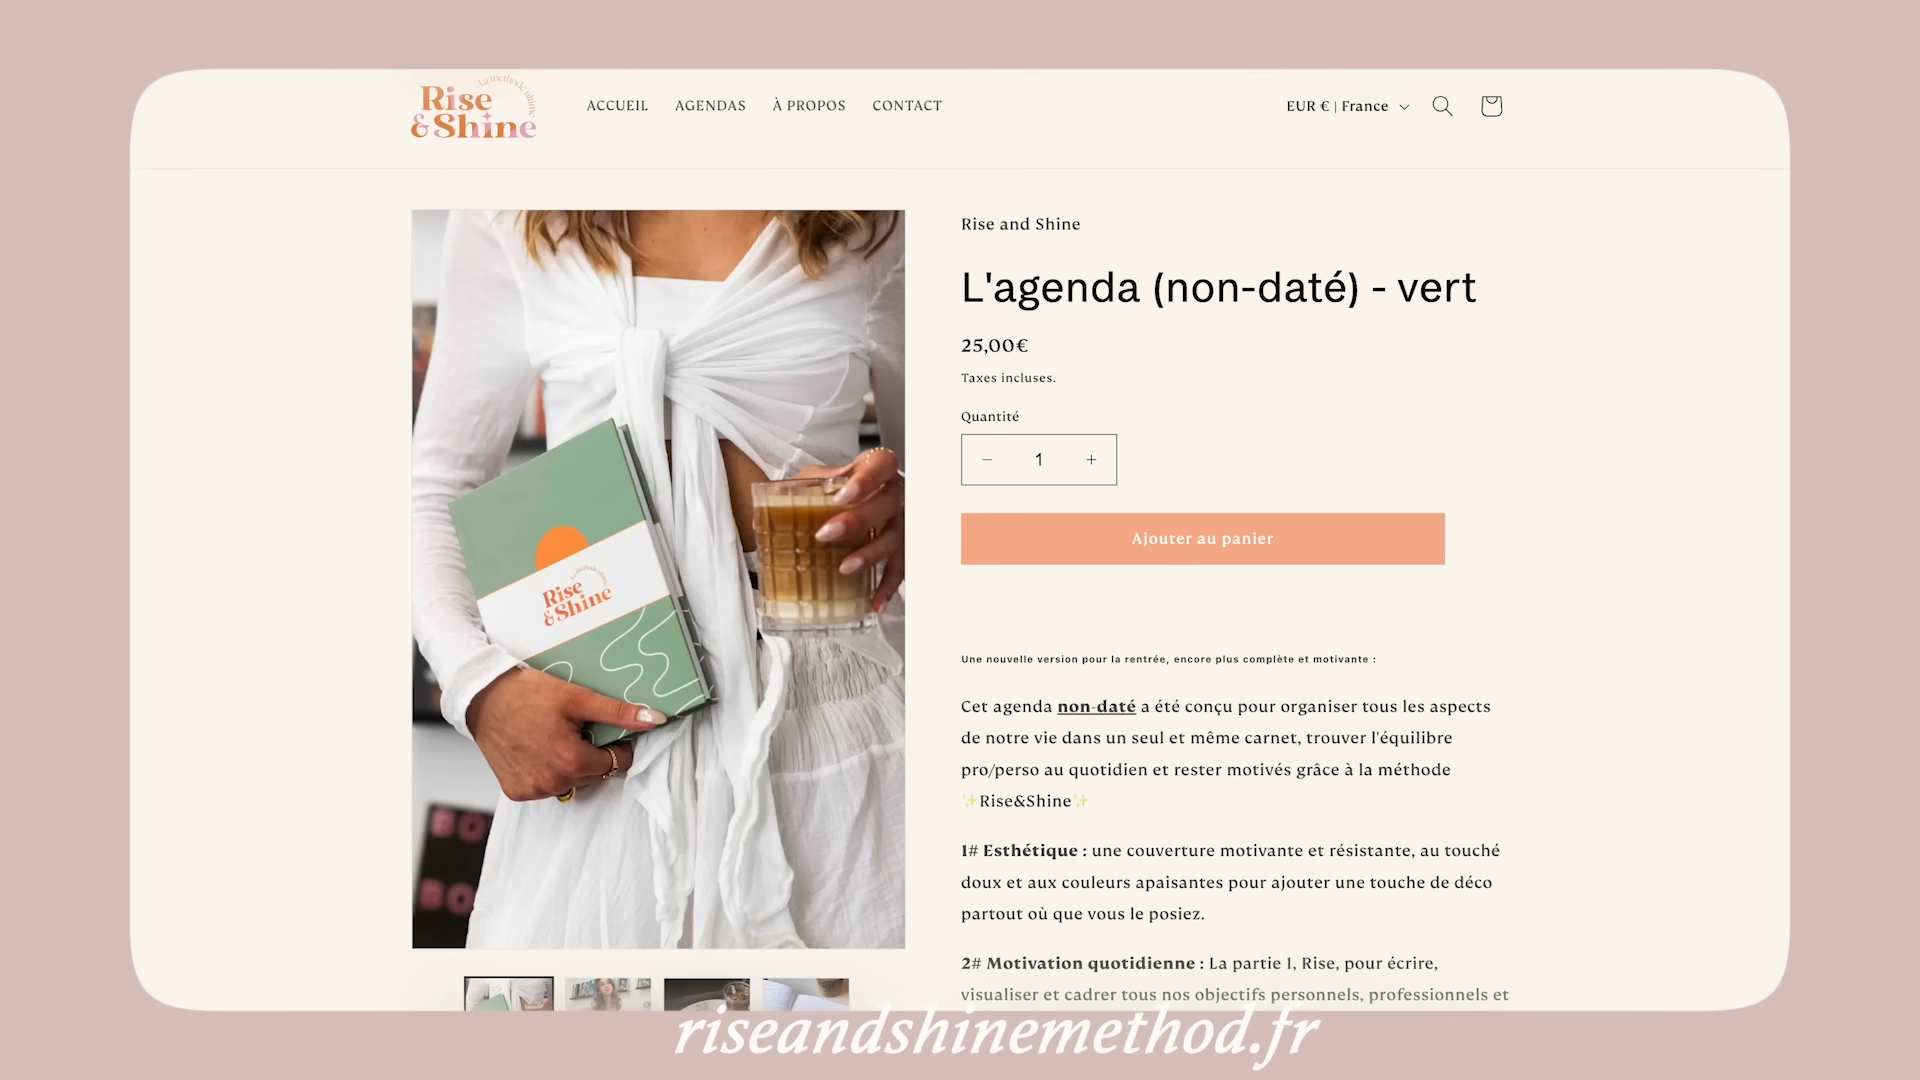 La méthode ultime
Rise
& Shine
ACCUEIL
AGENDAS
À PROPOS
CONTACT
EUR € | France
Rise and Shine
L'agenda (non-daté) - vert
25,00€
Taxes incluses.
Quantité
1
Ajouter au panier
Rise
& Shine
BO
BO
Une nouvelle version pour la rentrée, encore plus complète et motivante :
Cet agenda non-daté a été conçu pour organiser tous les aspects
de notre vie dans un seul et même carnet, trouver l'équilibre
pro/perso au quotidien et rester motivés grâce à la méthode
✨Rise&Shine✨
1# Esthétique : une couverture motivante et résistante, au touché
doux et aux couleurs apaisantes pour ajouter une touche de déco
partout où que vous le posiez.
2# Motivation quotidienne : La partie 1, Rise, pour écrire,
visualiser et cadrer tous nos objectifs personnels, professionnels et
riseandshinemethod.fr